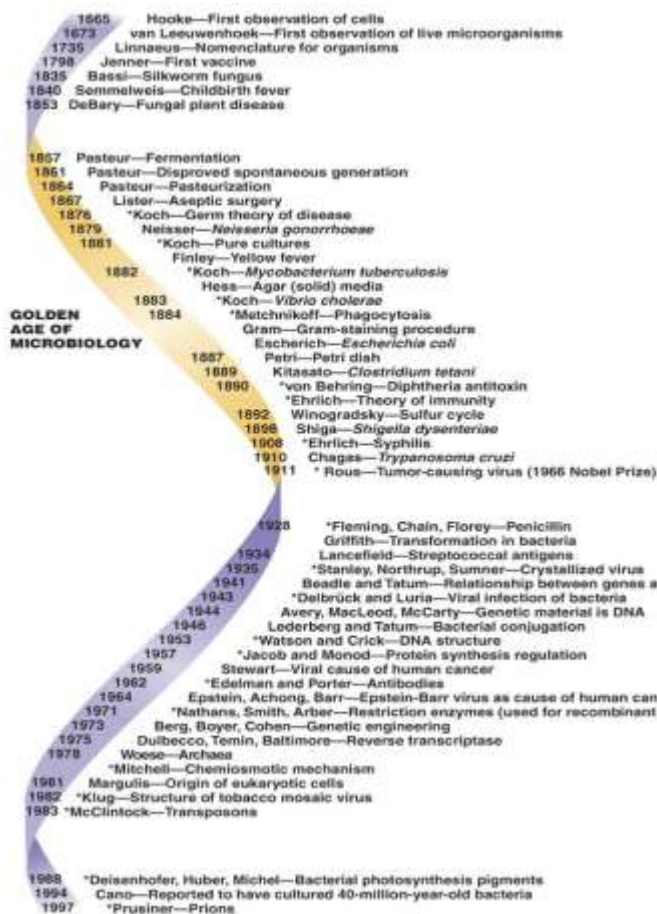 1665 Hooke—First observation of cells
1673 van Leeuwenhoek—First observation of live microorganisms
1735 Linnaeus—Nomenclature for organisms
1798 Jenner—First vaccine
1835 Bassi—Silkworm fungus
1840 Semmelweis—Childbirth fever
1853 DeBary—Fungal plant disease
1857 Pasteur—Fermentation
1861 Pasteur—Disproved spontaneous generation
1864 Pasteur—Pasteurization
1867 Lister—Aseptic surgery
1876 *Koch—Germ theory of disease
1879 Neisser—Neisseria gonorrhoeae
1881 *Koch—Pure cultures
Finley—Yellow fever
1882 *Koch—Mycobacterium tuberculosis
Hess—Agar (solid) media
1883 *Koch—Vibrio cholerae
GOLDEN AGE OF MICROBIOLOGY
1884 *Metchnikoff—Phagocytosis
Gram—Gram-staining procedure
Escherich—Escherichia coli
1887 Petri—Petri dish
1889 Kitasato—Clostridium tetani
1890 *von Behring—Diphtheria antitoxin
*Ehrlich—Theory of immunity
1892 Winogradsky—Sulfur cycle
1898 Shiga—Shigella dysenteriae
1908 *Ehrlich—Syphilis
1910 Chagas—Trypanosoma cruzi
1911 * Rous—Tumor-causing virus (1966 Nobel Prize)
1928 *Fleming, Chain, Florey—Penicillin
Griffith—Transformation in bacteria
1934 Lancefield—Streptococcal antigens
1935 *Stanley, Northrup, Sumner—Crystallized virus
1941 Beadle and Tatum—Relationship between genes a
1943 *Delbrück and Luria—Viral infection of bacteria
1944 Avery, MacLeod, McCarty—Genetic material is DNA
1946 Lederberg and Tatum—Bacterial conjugation
1953 *Watson and Crick—DNA structure
1957 *Jacob and Monod—Protein synthesis regulation
1959 Stewart—Viral cause of human cancer
1962 *Edelman and Porter—Antibodies
1964 Epstein, Achong, Barr—Epstein-Barr virus as cause of human can
1971 *Nathans, Smith, Arber—Restriction enzymes (used for recombinant
1973 Berg, Boyer, Cohen—Genetic engineering
1975 Dulbecco, Temin, Baltimore—Reverse transcriptase
1978 Woese—Archaea
*Mitchell—Chemiosmotic mechanism
1981 Margulis—Origin of eukaryotic cells
1982 *Klug—Structure of tobacco mosaic virus
1983 *McClintock—Transposons
1988 *Deisenhofer, Huber, Michel—Bacterial photosynthesis pigments
1994 Cano—Reported to have cultured 40-million-year-old bacteria
1997 *Prusiner—Prions